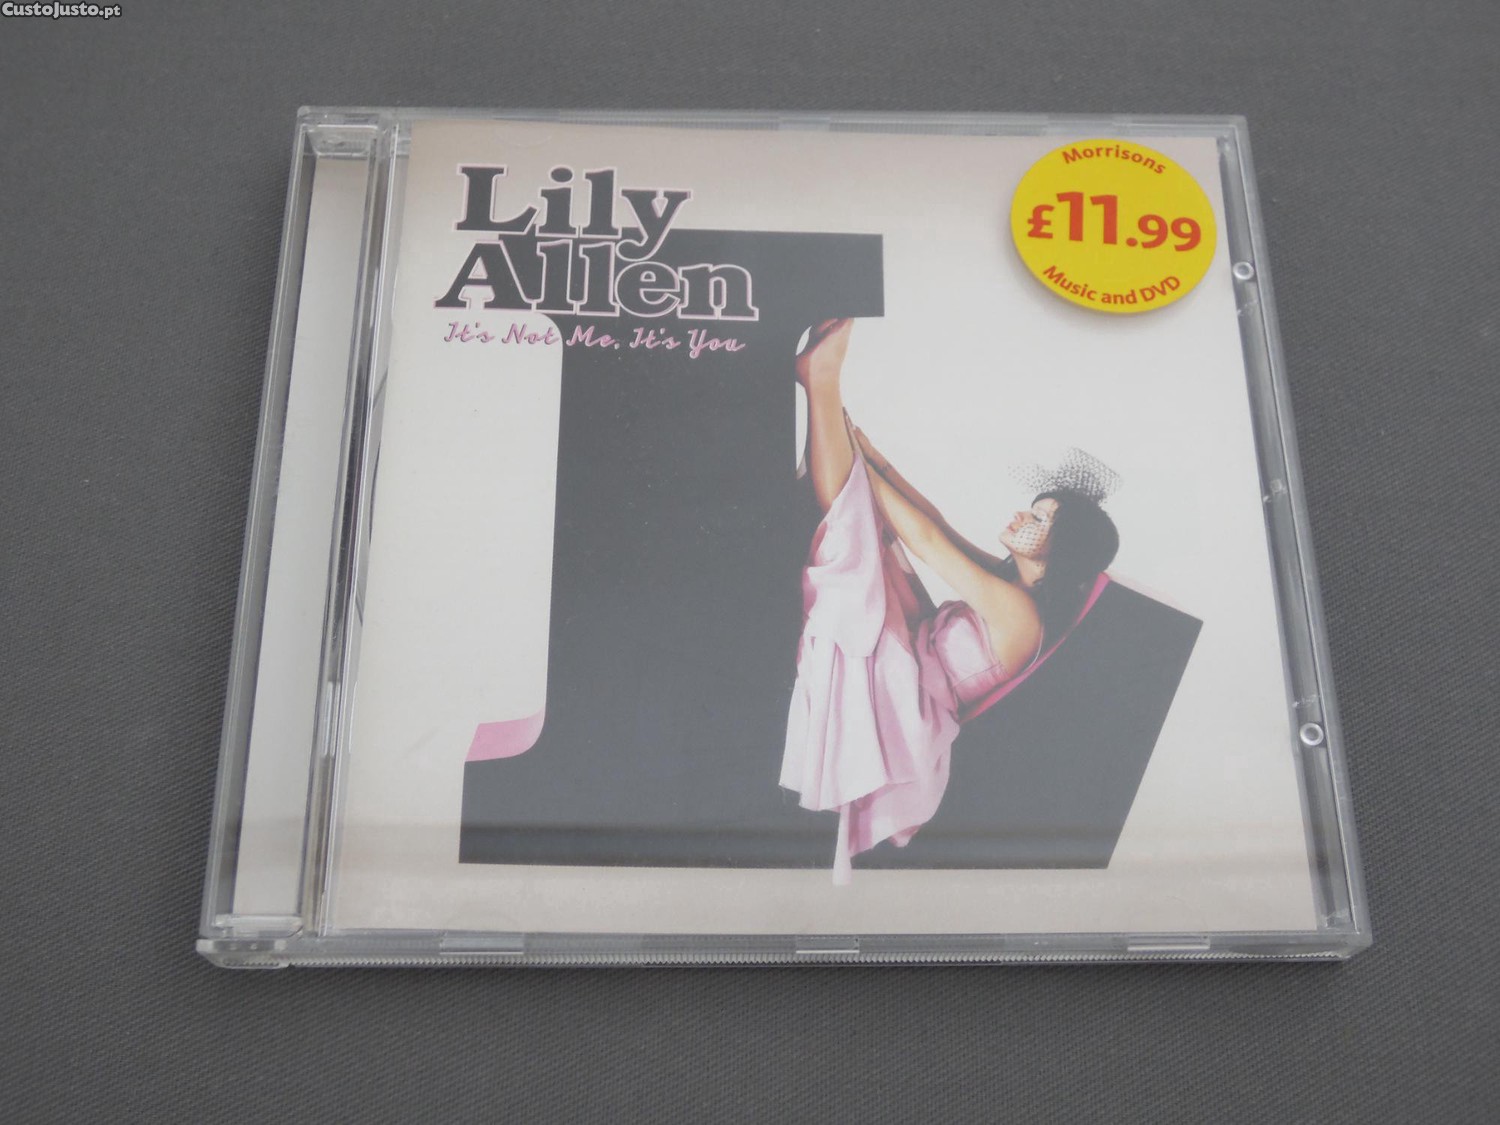 CustoJusto.pt
Lily
Allen
It's Not Me, It's You
Morrisons
£11.99
Music and DVD